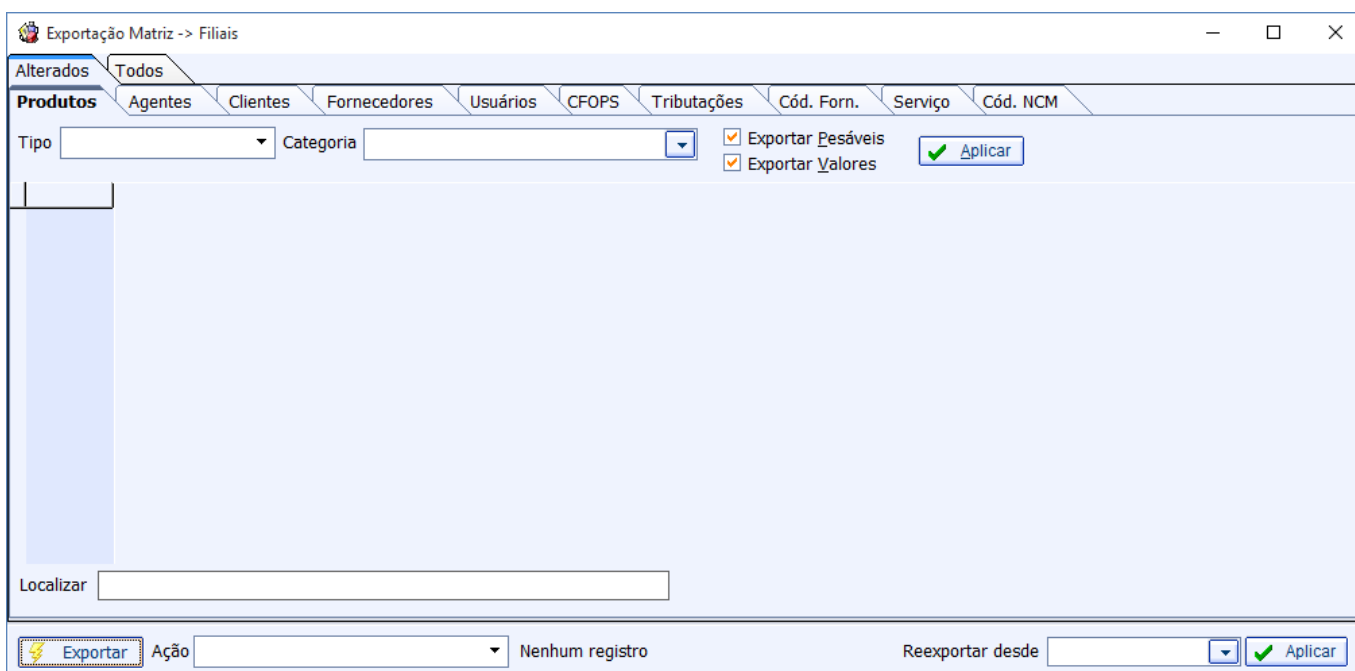 Exportação Matriz -> Filiais
Alterados Todos
Produtos Agentes Clientes Fornecedores Usuários CFOPS Tributações Cód. Forn. Serviço Cód. NCM
Tipo Categoria Exportar Pesáveis Aplicar
Exportar Valores
Localizar
Exportar Ação Nenhum registro Reexportar desde Aplicar